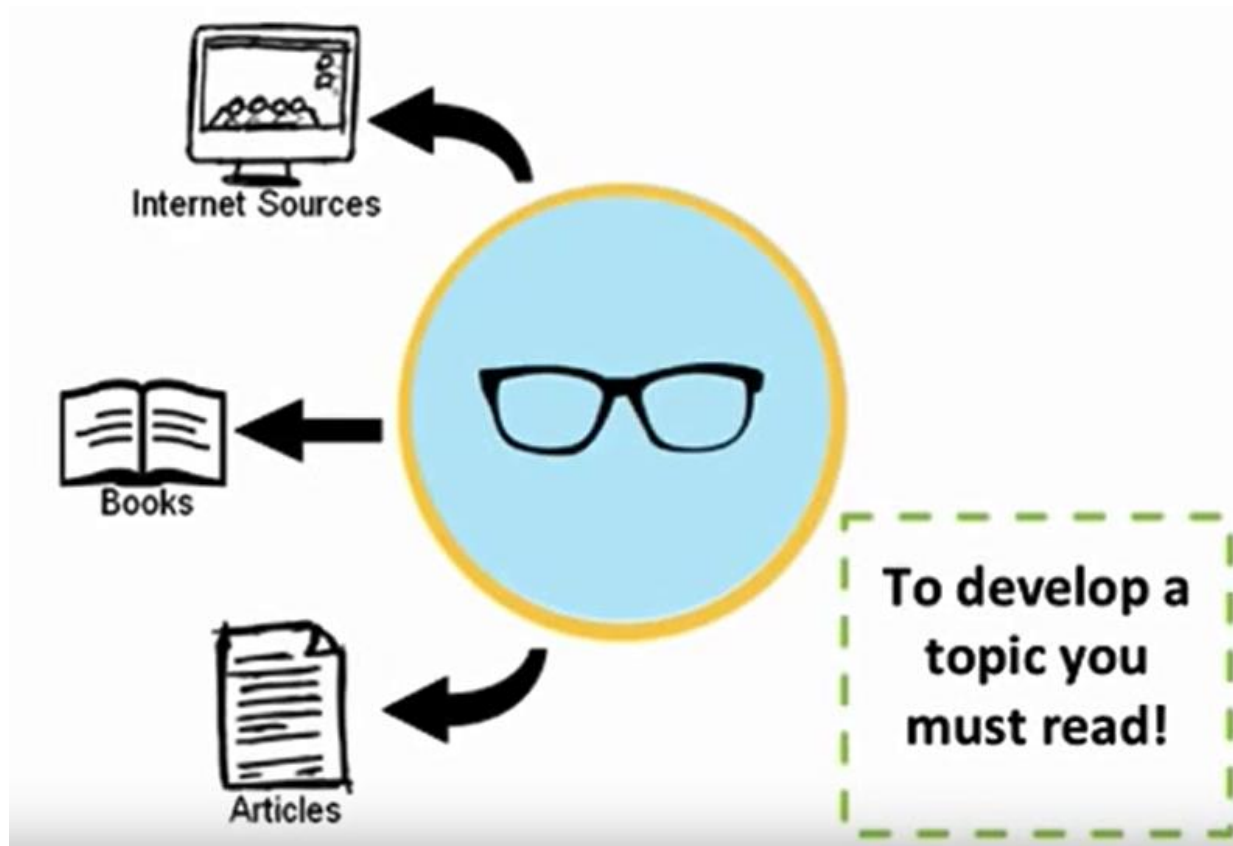 Internet Sources
Books
Articles
To develop a
topic you
must read!